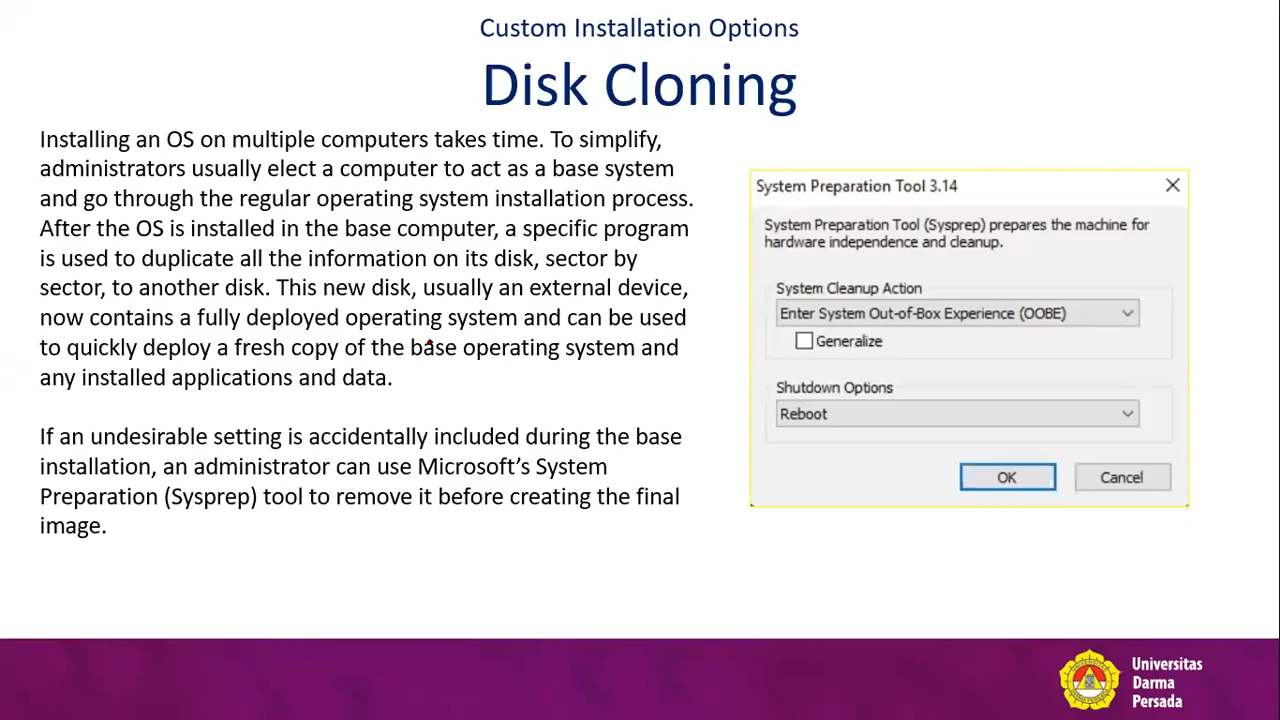 Custom Installation Options
Disk Cloning
Installing an OS on multiple computers takes time. To simplify,
administrators usually elect a computer to act as a base system
and go through the regular operating system installation process.
After the OS is installed in the base computer, a specific program
is used to duplicate all the information on its disk, sector by
sector, to another disk. This new disk, usually an external device,
now contains a fully deployed operating system and can be used
to quickly deploy a fresh copy of the base operating system and
any installed applications and data.
If an undesirable setting is accidentally included during the base
installation, an administrator can use Microsoft’s System
Preparation (Sysprep) tool to remove it before creating the final
image.
System Preparation Tool 3.14
System Preparation Tool (Sysprep) prepares the machine for
hardware independence and cleanup.
System Cleanup Action
Enter System Out-of-Box Experience (OOBE)
Generalize
Shutdown Options
Reboot
OK Cancel
Universitas
Darma
Persada